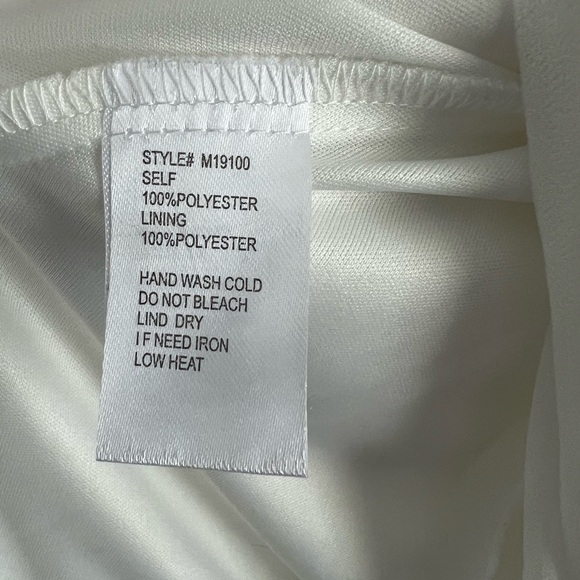 STYLE# M19100
SELF
100%POLYESTER
LINING
100%POLYESTER
HAND WASH COLD
DO NOT BLEACH
LIND DRY
IF NEED IRON
LOW HEAT